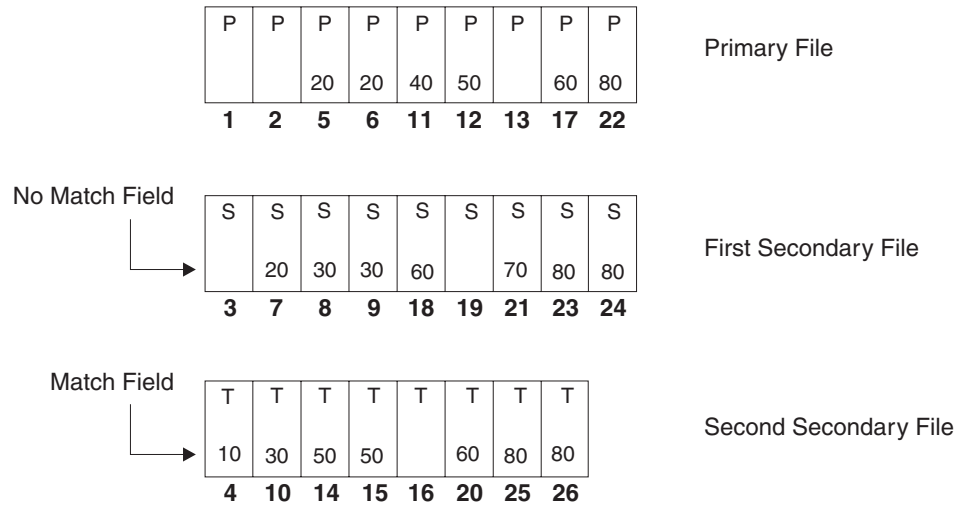 P P P P P P P P P
Primary File
20 20 40 50 60 80
1 2 5 6 11 12 13 17 22
No Match Field
S S S S S S S S S
First Secondary File
20 30 30 60 70 80 80
3 7 8 9 18 19 21 23 24
Match Field
T T T T T T T T
Second Secondary File
10 30 50 50 60 80 80
4 10 14 15 16 20 25 26